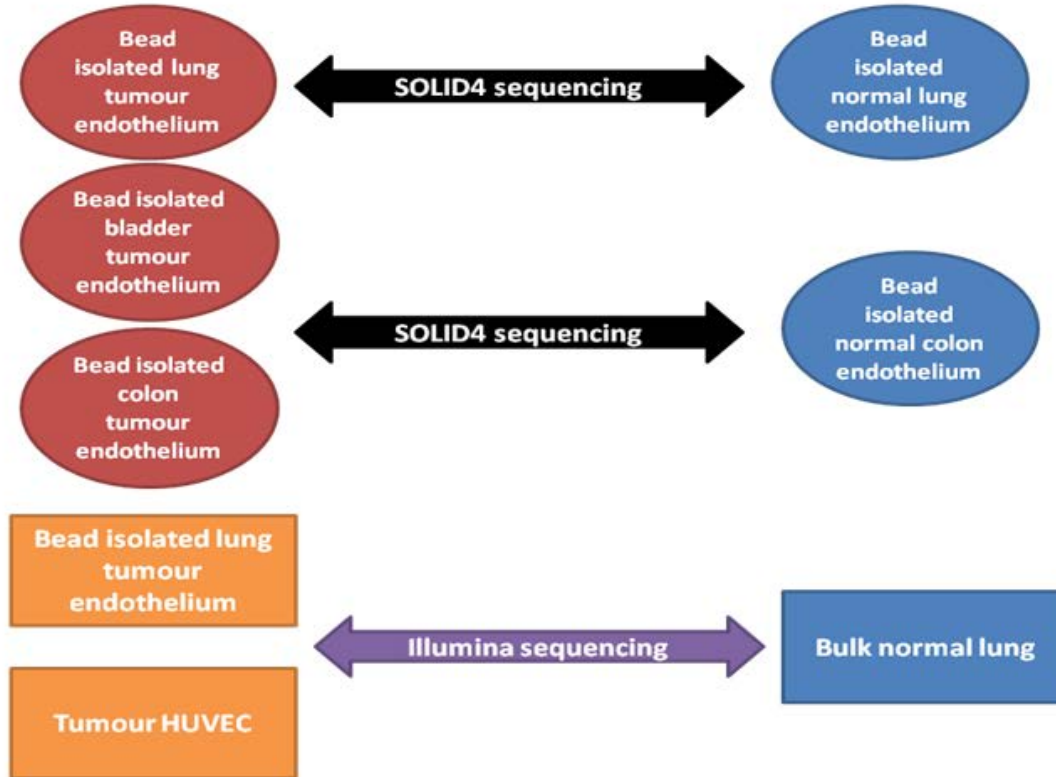 Bead
isolated lung
tumour
endothelium
SOLID4 sequencing
Bead
isolated
normal lung
endothelium
Bead isolated
bladder
tumour
endothelium
Bead isolated
colon
tumour
endothelium
SOLID4 sequencing
Bead
isolated
normal colon
endothelium
Bead isolated lung
tumour
endothelium
Tumour HUVEC
Illumina sequencing
Bulk normal lung